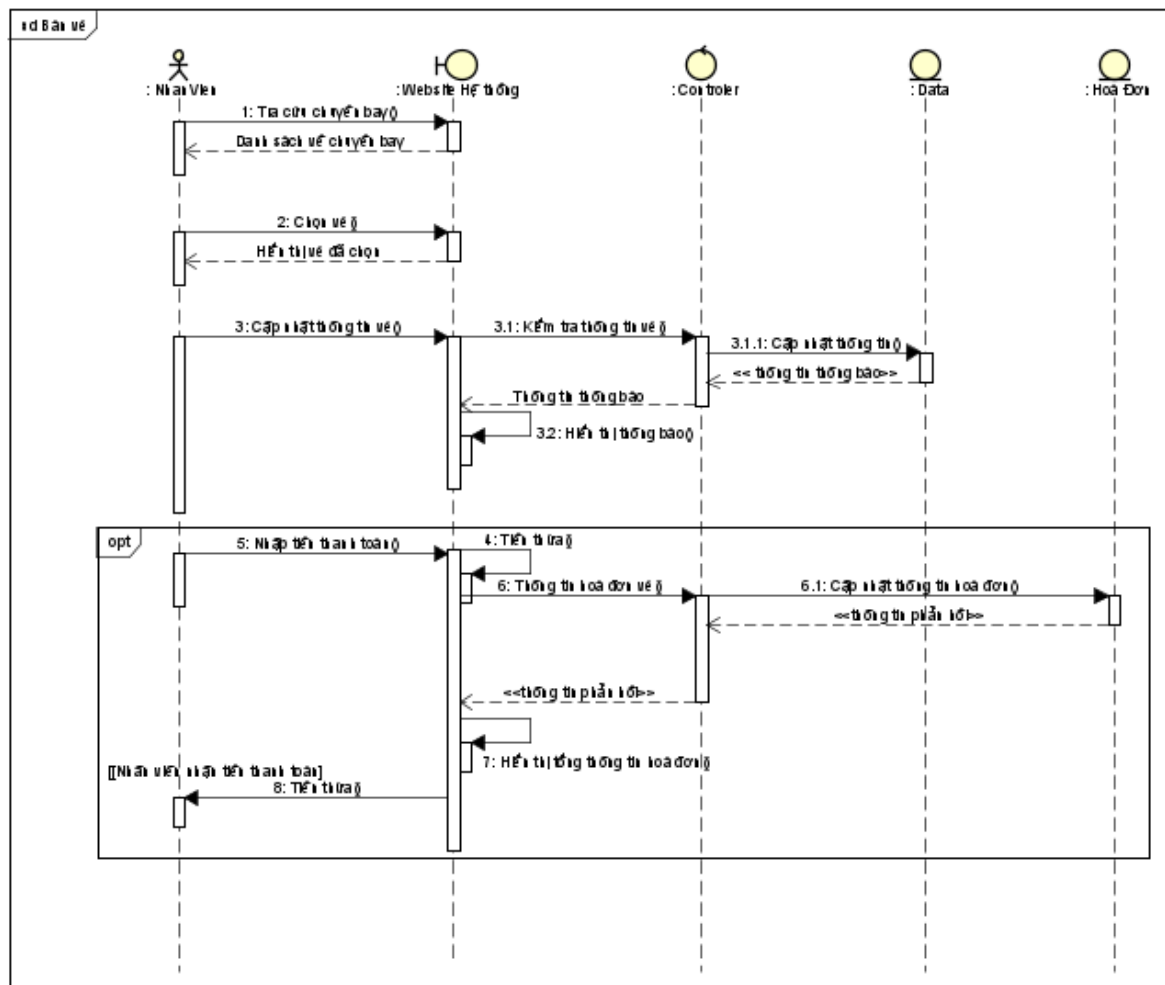 sd Bán vé
: Nhân Viên
: Website Hệ thống
: Controler
: Data
: Hoá Đơn
1: Tra cứu chuyến bay()
Danh sách vé chuyến bay
2: Chọn vé()
Hiển thị vé đã chọn
3: Cập nhật thông tin vé()
3.1: Kiểm tra thông tin vé()
3.1.1: Cập nhật thông tin()
<< thông tin thông báo>>
Thông tin thông báo
3.2: Hiển thị thông báo()
opt
5: Nhập tiền thanh toán()
4: Tiền thừa()
6: Thông tin hoá đơn vé()
6.1: Cập nhật thông tin hoá đơn()
<<thông tin phản hồi>>
<<thông tin phản hồi>>
7: Hiển thị tổng thông tin hoá đơn()
[[Nhân viên nhận tiền thanh toán]
8: Tiền thừa()